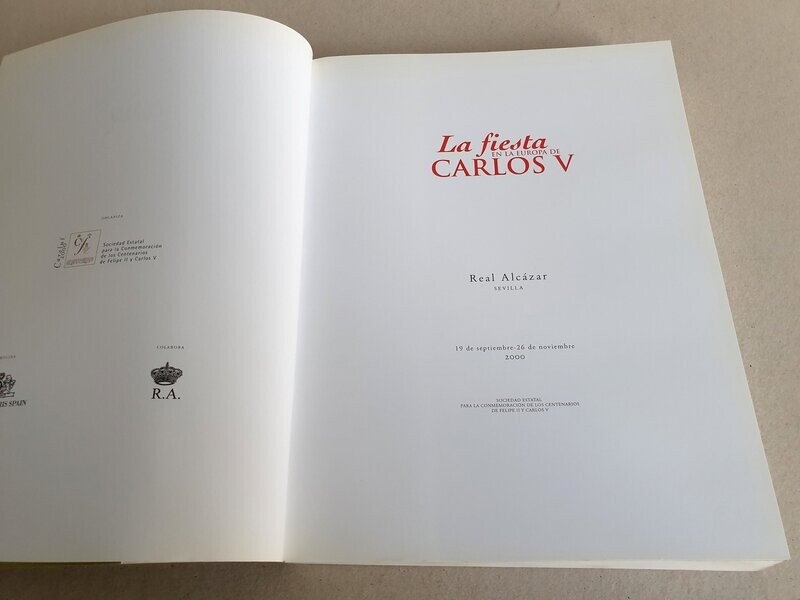 ORGANIZA
Sociedad Estatal
para la Conmemoración
de los Centenarios
de Felipe II y Carlos V
COLABORA
R.A.
SPAIN
La fiesta
EN LA EUROPA DE
CARLOS V
Real Alcázar
SEVILLA
19 de septiembre-26 de noviembre
2000
SOCIEDAD ESTATAL
PARA LA CONMEMORACIÓN DE LOS CENTENARIOS
DE FELIPE II Y CARLOS V